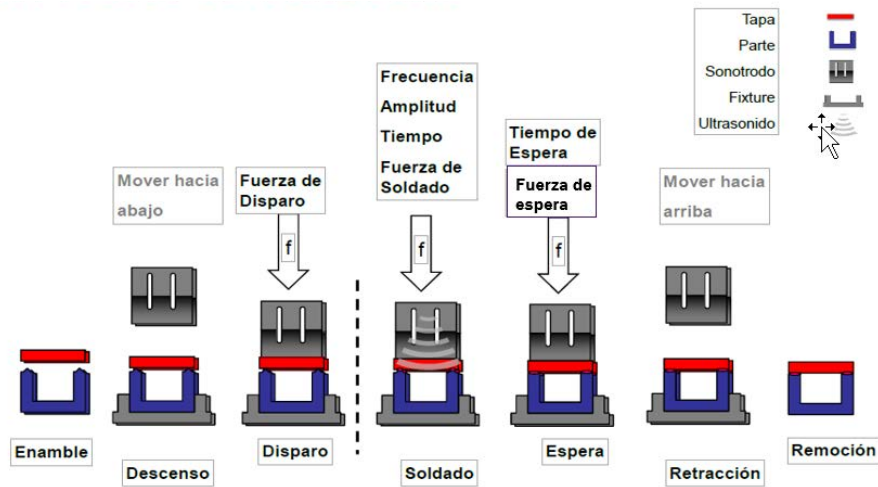 Tapa
Parte
Sonotrodo
Fixture
Ultrasonido
Frecuencia
Amplitud
Tiempo
Fuerza de
Soldado
Tiempo de
Espera
Fuerza de
espera
Mover hacia
abajo
Fuerza de
Disparo
Mover hacia
arriba
f
f
f
Enamble
Descenso
Disparo
Soldado
Espera
Retracción
Remoción